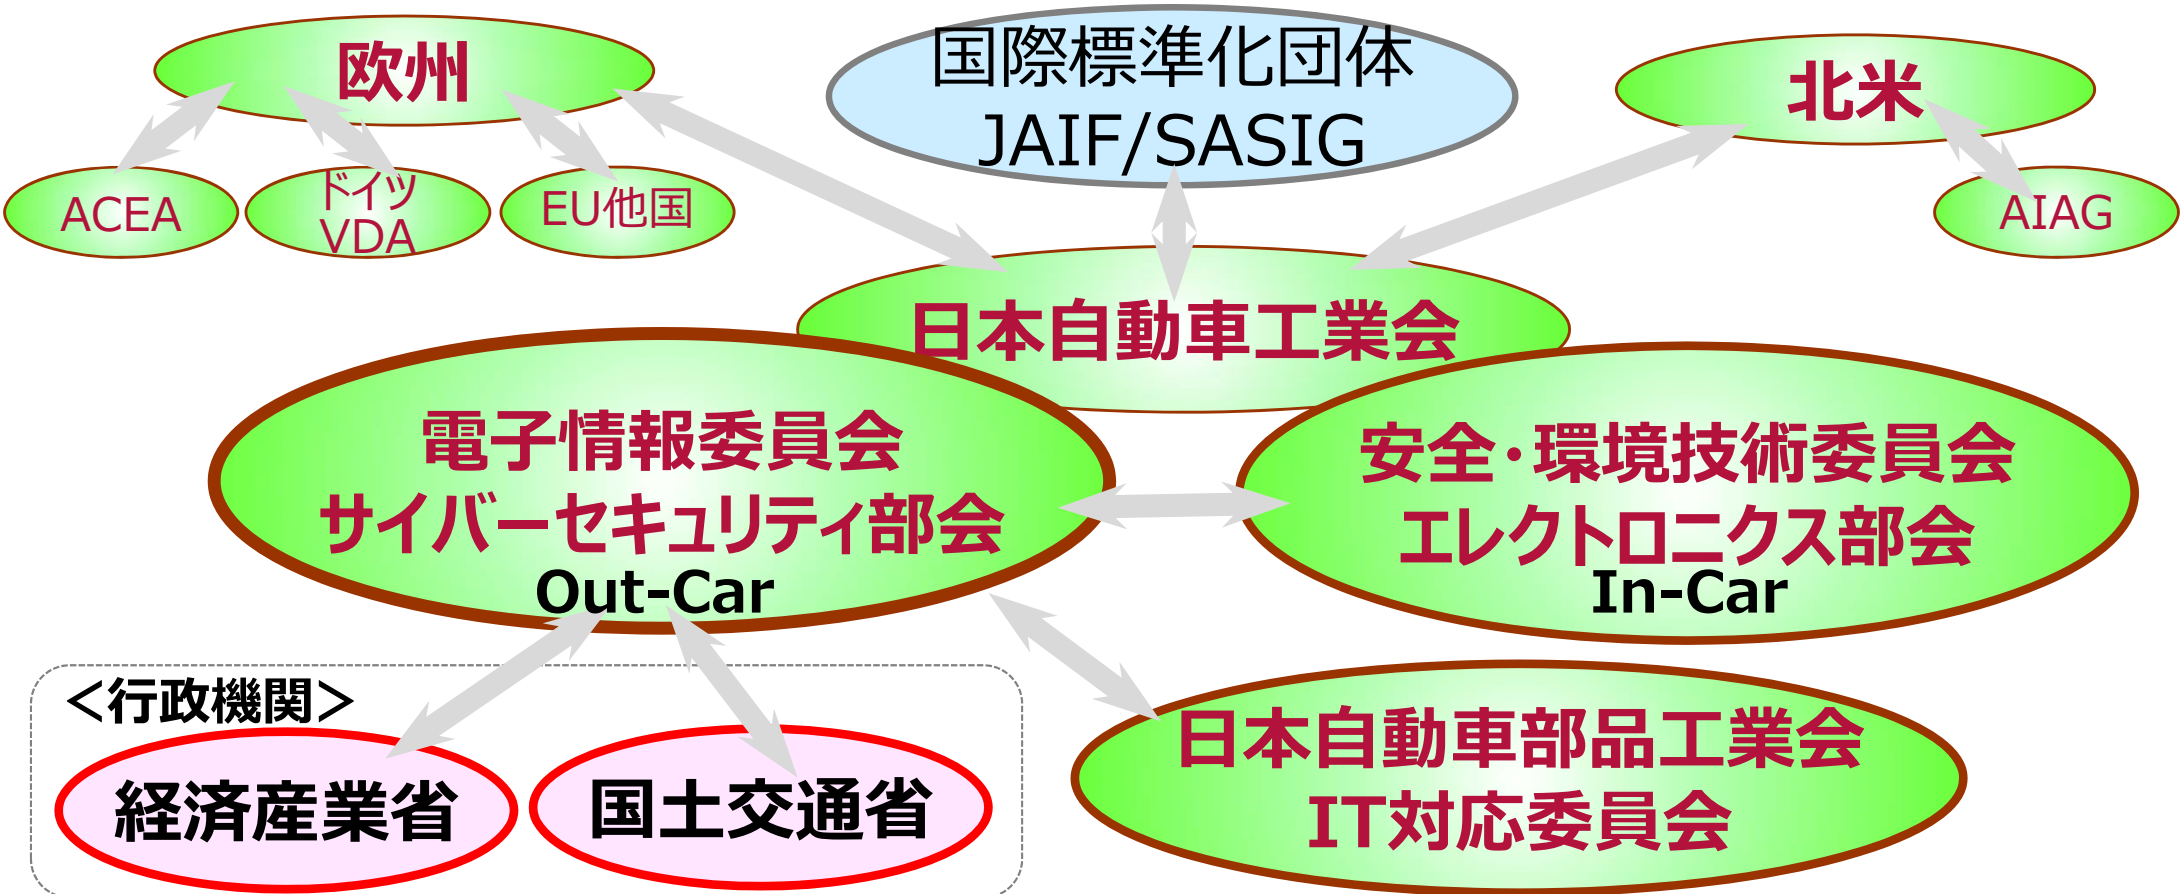 欧州
国際標準化団体
JAIF/SASIG
北米
ACEA
ドイツ
VDA
EU他国
AIAG
日本自動車工業会
電子情報委員会
サイバーセキュリティ部会
Out-Car
安全・環境技術委員会
エレクトロニクス部会
In-Car
＜行政機関＞
経済産業省
国土交通省
日本自動車部品工業会
IT対応委員会